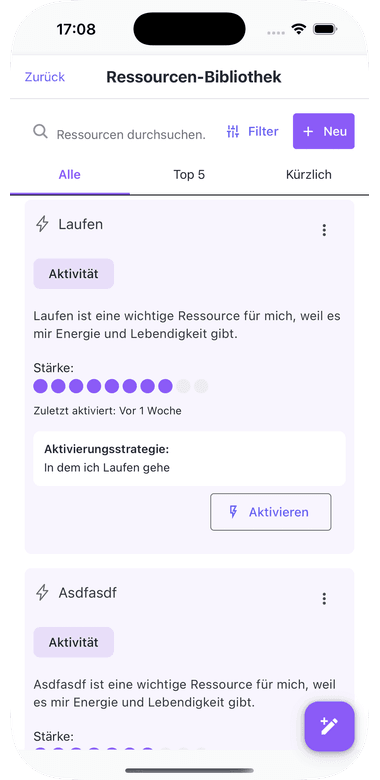 17:08
Zurück
Ressourcen-Bibliothek
Ressourcen durchsuchen.
Filter
+ Neu
Alle
Top 5
Kürzlich
Laufen
Aktivität
Laufen ist eine wichtige Ressource für mich, weil es
mir Energie und Lebendigkeit gibt.
Stärke:
Zuletzt aktiviert: Vor 1 Woche
Aktivierungsstrategie:
In dem ich Laufen gehe
Aktivieren
Asdfasdf
Aktivität
Asdfasdf ist eine wichtige Ressource für mich, weil
es mir Energie und Lebendigkeit gibt.
Stärke: